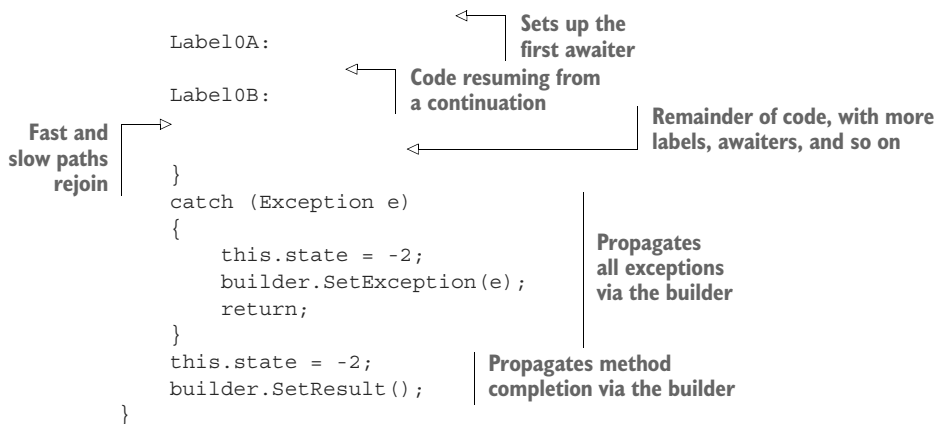 Sets up the
first awaiter
Label0A:
Code resuming from
a continuation
Label0B:
Remainder of code, with more
labels, awaiters, and so on
Fast and
slow paths
rejoin
}
catch (Exception e)
{
this.state = -2;
builder.SetException(e);
return;
}
Propagates
all exceptions
via the builder
this.state = -2;
builder.SetResult();
Propagates method
completion via the builder
}